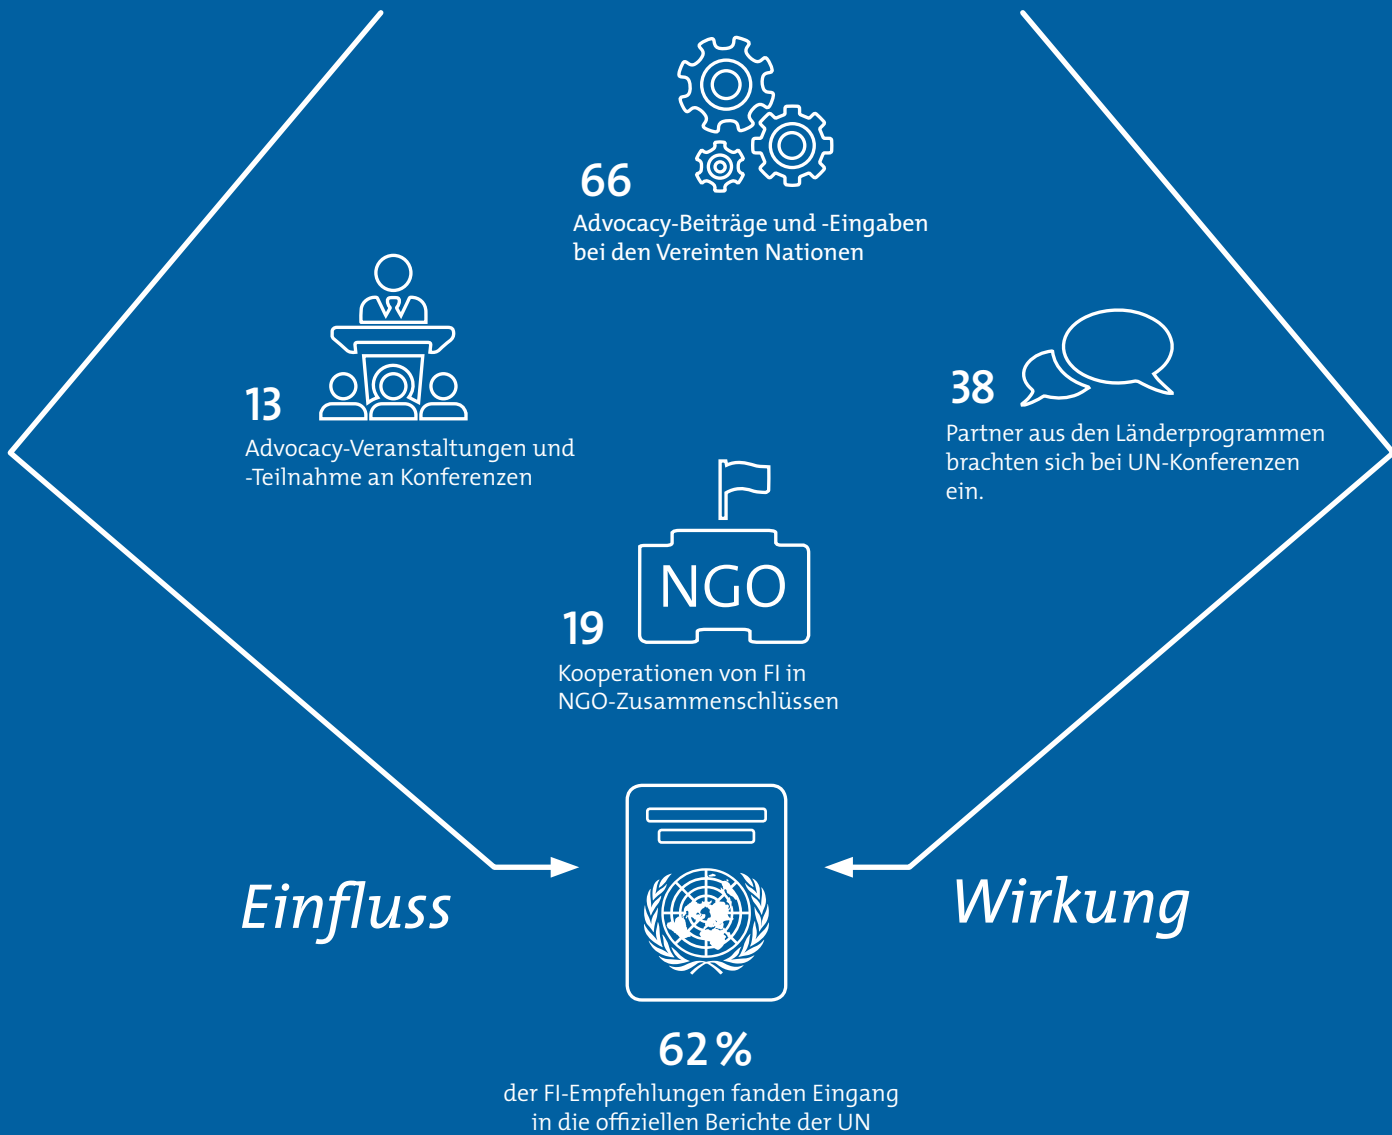 66
Advocacy-Beiträge und -Eingaben
bei den Vereinten Nationen
13
Advocacy-Veranstaltungen und
-Teilnahme an Konferenzen
38
Partner aus den Länderprogrammen
brachten sich bei UN-Konferenzen
ein.
NGO
19
Kooperationen von FI in
NGO-Zusammenschlüssen
Einfluss
Wirkung
62 %
der FI-Empfehlungen fanden Eingang
in die offiziellen Berichte der UN